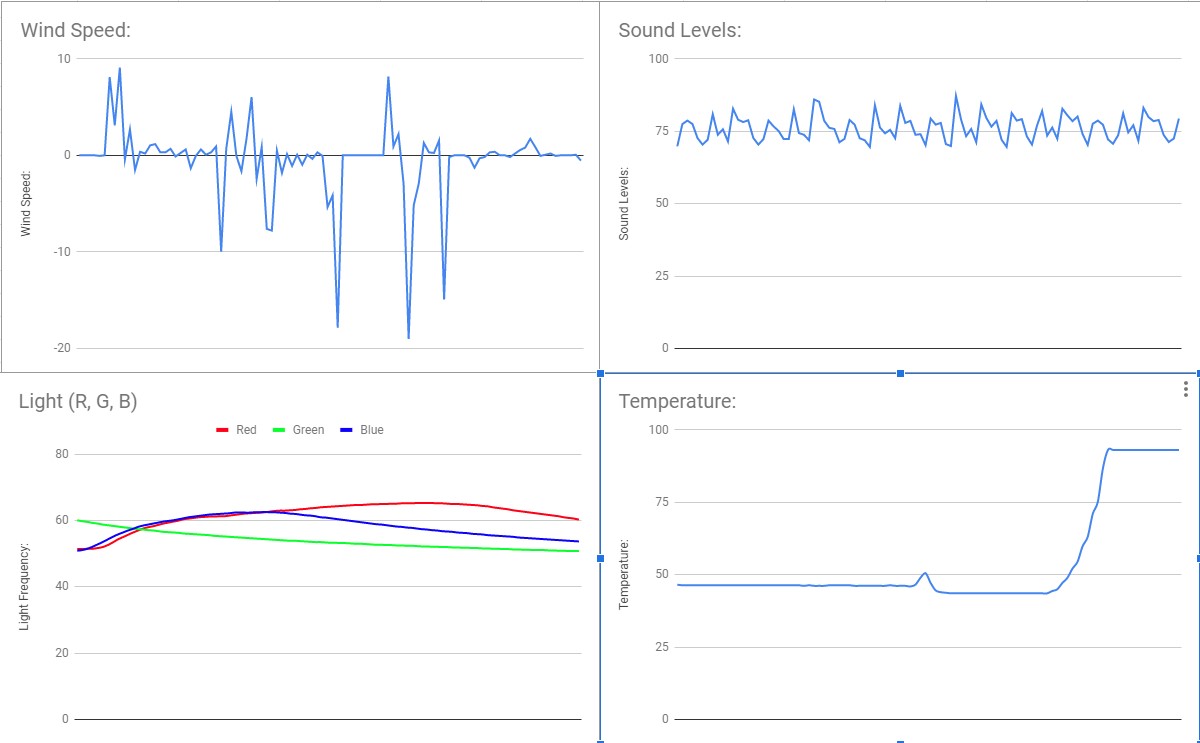 Wind Speed:
10
0
-10
-20
Wind Speed:
Sound Levels:
100
75
50
25
0
Sound Levels:
Light (R, G, B)
Red Green Blue
80
60
40
20
0
Light Frequency:
Temperature:
100
75
50
25
0
Temperature: